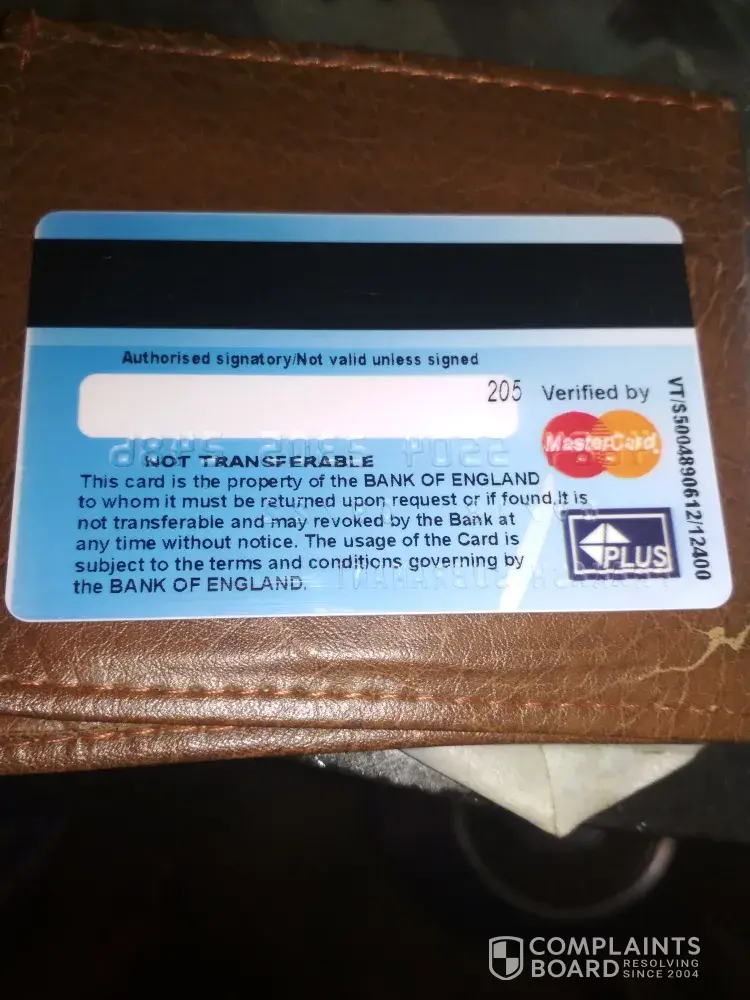 Authorised signatory/Not valid unless signed
205
Verified by
MasterCard
NOT TRANSFERABLE
This card is the property of the BANK OF ENGLAND
to whom it must be returned upon request or if found.It is
not transferable and may revoked by the Bank at
any time without notice. The usage of the Card is
subject to the terms and conditions governing by
the BANK OF ENGLAND.
PLUS
VT/S5004890612/12400
COMPLAINTS
BOARD RESOLVING
SINCE 2004